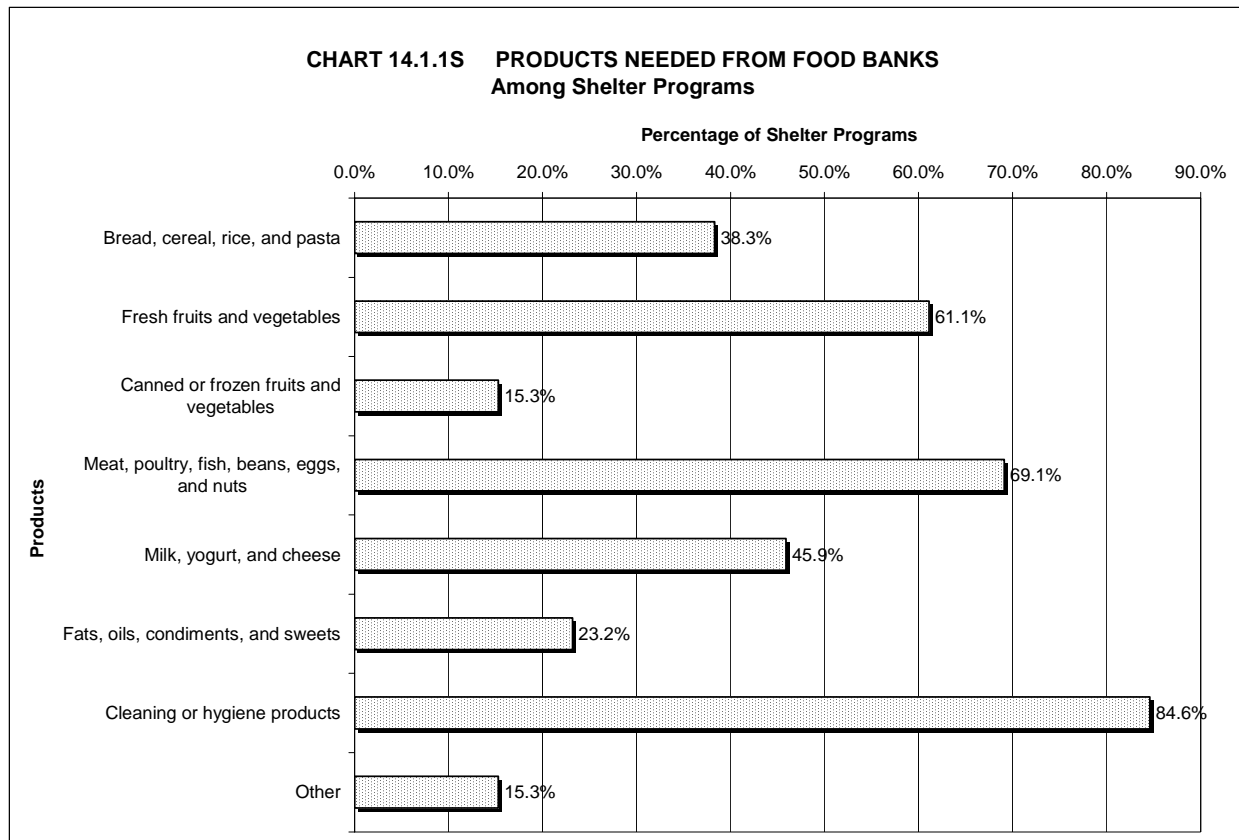 CHART 14.1.1S PRODUCTS NEEDED FROM FOOD BANKS
Among Shelter Programs
Percentage of Shelter Programs
0.0% 10.0% 20.0% 30.0% 40.0% 50.0% 60.0% 70.0% 80.0% 90.0%
Products
Bread, cereal, rice, and pasta 38.3%
Fresh fruits and vegetables 61.1%
Canned or frozen fruits and
vegetables 15.3%
Meat, poultry, fish, beans, eggs,
and nuts 69.1%
Milk, yogurt, and cheese 45.9%
Fats, oils, condiments, and sweets 23.2%
Cleaning or hygiene products 84.6%
Other 15.3%